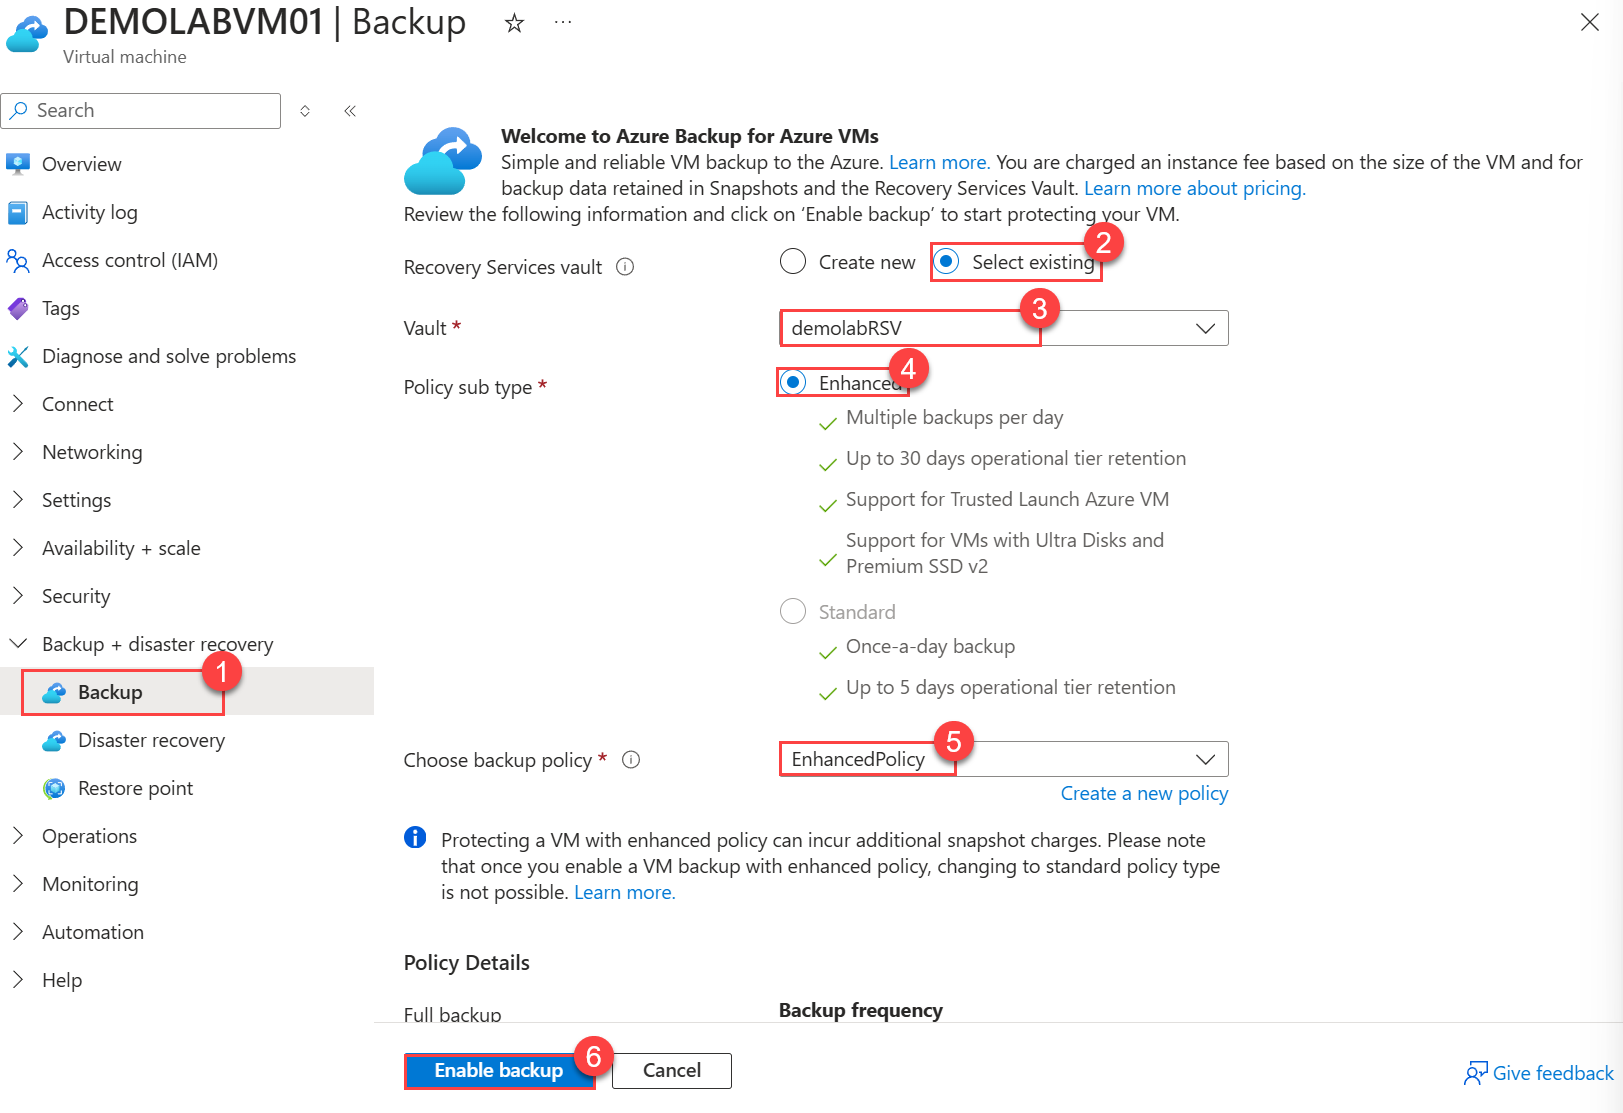 DEMOLABVM01 | Backup
Virtual machine
Search
Overview
Activity log
Access control (IAM)
Tags
Diagnose and solve problems
Connect
Networking
Settings
Availability + scale
Security
Backup + disaster recovery
1
Backup
Disaster recovery
Restore point
Operations
Monitoring
Automation
Help
Welcome to Azure Backup for Azure VMs
Simple and reliable VM backup to the Azure. Learn more. You are charged an instance fee based on the size of the VM and for
backup data retained in Snapshots and the Recovery Services Vault. Learn more about pricing.
Review the following information and click on ‘Enable backup’ to start protecting your VM.
Recovery Services vault
Create new
Select existing
2
Vault *
demolabRSV
3
Policy sub type *
Enhanced
4
Multiple backups per day
Up to 30 days operational tier retention
Support for Trusted Launch Azure VM
Support for VMs with Ultra Disks and
Premium SSD v2
Standard
Once-a-day backup
Up to 5 days operational tier retention
Choose backup policy *
EnhancedPolicy
5
Create a new policy
Protecting a VM with enhanced policy can incur additional snapshot charges. Please note
that once you enable a VM backup with enhanced policy, changing to standard policy type
is not possible. Learn more.
Policy Details
Full backup
Backup frequency
Enable backup
6
Cancel
Give feedback